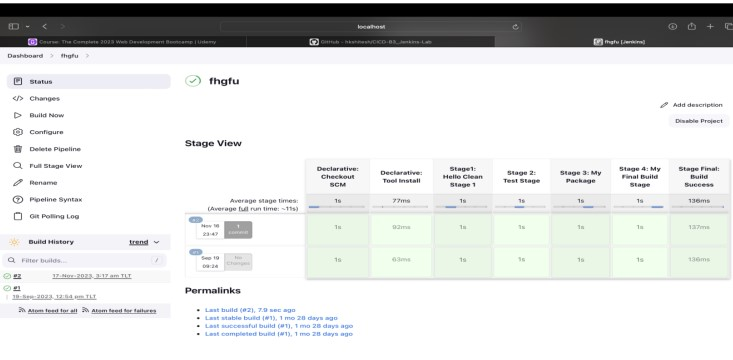 localhost
Course: The Complete 2023 Web Development Bootcamp | Udemy
GitHub - hkshitesh/CICD-B3_Jenkins-Lab
fhgfu [Jenkins]
Dashboard > fhgfu >
Status
Changes
Build Now
Configure
Delete Pipeline
Full Stage View
Rename
Pipeline Syntax
Git Polling Log
Build History
trend
Filter builds...
/
#2
17-Nov-2023, 3:17 am TLT
#1
19-Sep-2023, 12:54 pm TLT
Atom feed for all
Atom feed for failures
fhgfu
Add description
Disable Project
Stage View
Declarative: Checkout SCM
Declarative: Tool Install
Stage1: Hello Clean Stage 1
Stage 2: Test Stage
Stage 3: My Package
Stage 4: My Final Build Stage
Stage Final: Build Success
Average stage times:
(Average full run time: ~11s)
1s 77ms 1s 1s 1s 1s 136ms
Nov 18
23:47
1
commit
1s 92ms 1s 1s 1s 1s 137ms
Sep 19
09:24
No
Changes
1s 63ms 1s 1s 1s 1s 136ms
Permalinks
Last build (#2), 7.9 sec ago
Last stable build (#1), 1 mo 28 days ago
Last successful build (#1), 1 mo 28 days ago
Last completed build (#1), 1 mo 28 days ago